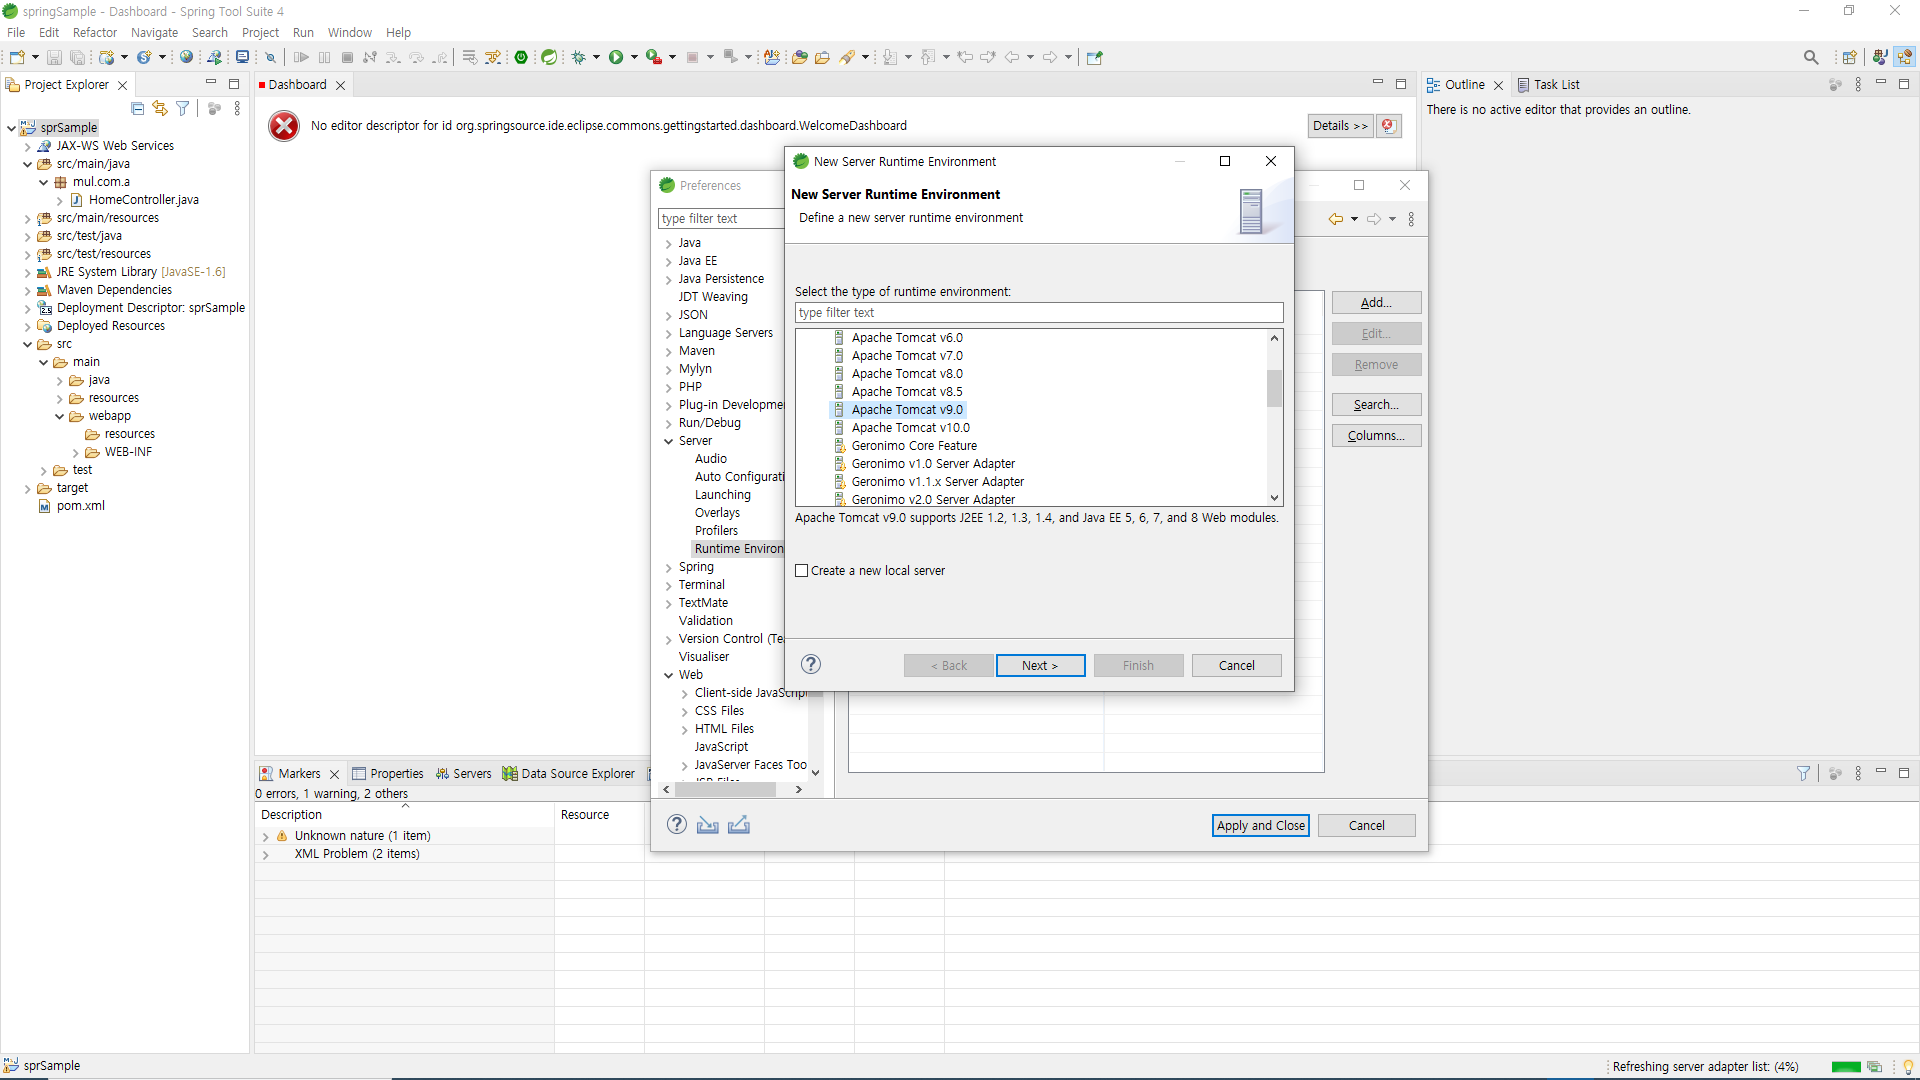 springSample - Dashboard - Spring Tool Suite 4
File Edit Refactor Navigate Search Project Run Window Help
Project Explorer
sprSample
JAX-WS Web Services
src/main/java
mul.com.a
HomeController.java
src/main/resources
src/test/java
src/test/resources
JRE System Library [JavaSE-1.6]
Maven Dependencies
Deployment Descriptor: sprSample
Deployed Resources
src
main
java
resources
webapp
resources
WEB-INF
test
target
pom.xml
Dashboard
No editor descriptor for id org.springsource.ide.eclipse.commons.gettingstarted.dashboard.WelcomeDashboard
Details >>
Outline
Task List
There is no active editor that provides an outline.
Preferences
type filter text
Java
Java EE
Java Persistence
JDT Weaving
JSON
Language Servers
Maven
Mylyn
PHP
Plug-in Developme
Run/Debug
Server
Audio
Auto Configurati
Launching
Overlays
Profilers
Runtime Environ
Spring
Terminal
TextMate
Validation
Version Control (Te
Visualiser
Web
Client-side JavaScrip
CSS Files
HTML Files
JavaScript
JavaServer Faces Too
JSP Files
Add...
Edit...
Remove
Search...
Columns...
Apply and Close
Cancel
New Server Runtime Environment
New Server Runtime Environment
Define a new server runtime environment
Select the type of runtime environment:
type filter text
Apache Tomcat v6.0
Apache Tomcat v7.0
Apache Tomcat v8.0
Apache Tomcat v8.5
Apache Tomcat v9.0
Apache Tomcat v10.0
Geronimo Core Feature
Geronimo v1.0 Server Adapter
Geronimo v1.1.x Server Adapter
Geronimo v2.0 Server Adapter
Apache Tomcat v9.0 supports J2EE 1.2, 1.3, 1.4, and Java EE 5, 6, 7, and 8 Web modules.
Create a new local server
< Back
Next >
Finish
Cancel
Markers
Properties
Servers
Data Source Explorer
0 errors, 1 warning, 2 others
Description
Resource
Unknown nature (1 item)
XML Problem (2 items)
sprSample
Refreshing server adapter list: (4%)